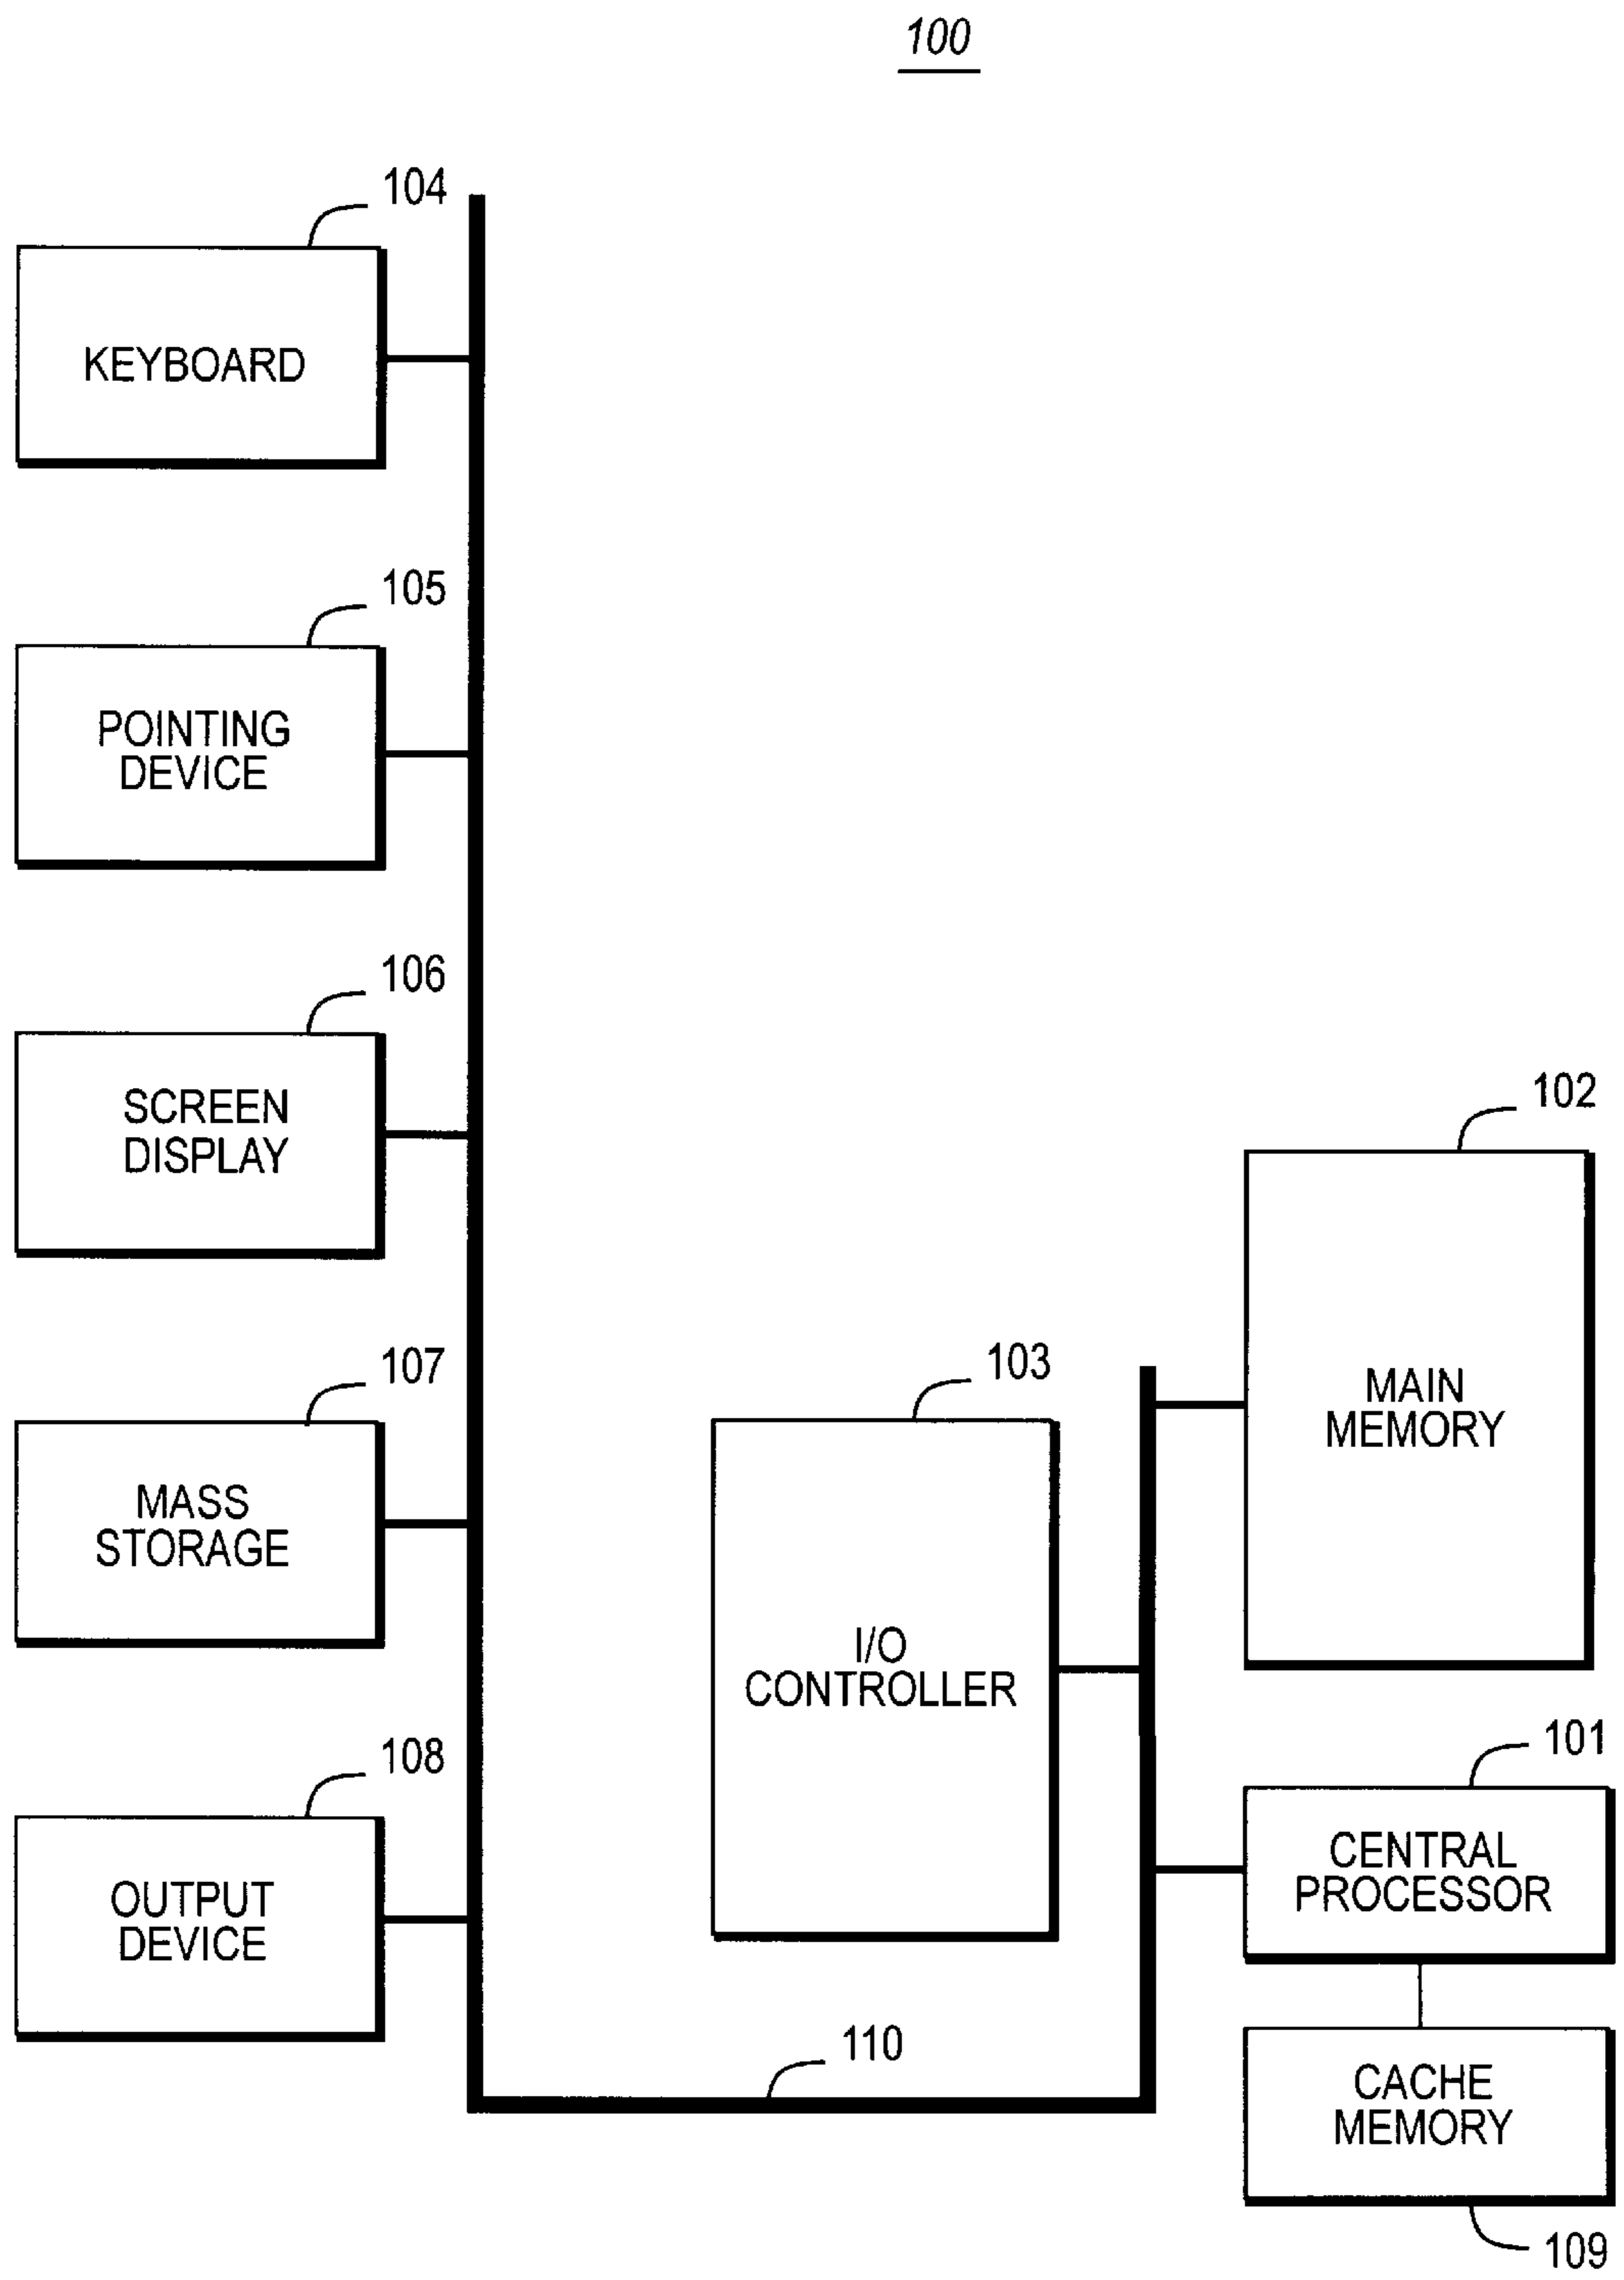 100
104
KEYBOARD
105
POINTING
DEVICE
106
SCREEN
DISPLAY
107
MASS
STORAGE
108
OUTPUT
DEVICE
103
I/O
CONTROLLER
102
MAIN
MEMORY
101
CENTRAL
PROCESSOR
110
CACHE
MEMORY
109